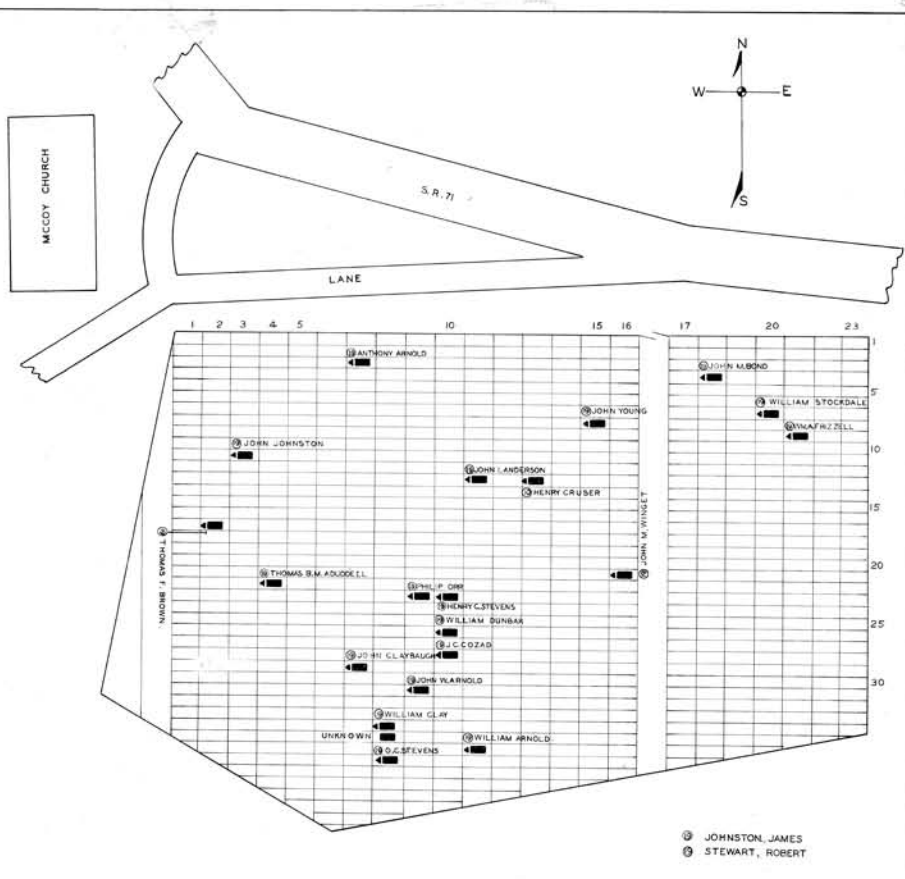 N
W E
S
MCCOY CHURCH
S.R. 71
LANE
1 2 3 4 5 10 15 16 17 20 23
1
ANTHONY ARNOLD
JOHN M. BOND
5
WILLIAM STOCKDALE
JOHN YOUNG
WM. A. FRIZZELL
JOHN JOHNSTON
10
JOHN L. ANDERSON
HENRY CRUSER
JOHN M. WINGET
15
THOMAS F. BROWN.
20
THOMAS B. M. ADUDDELL
PHILIP ORR
HENRY C. STEVENS
WILLIAM DUNBAR
25
J. C. COZAD
JOHN CLAYBAUGH
JOHN W. ARNOLD
30
WILLIAM CLAY
UNKNOWN
WILLIAM ARNOLD
O.C. STEVENS
JOHNSTON, JAMES
STEWART, ROBERT